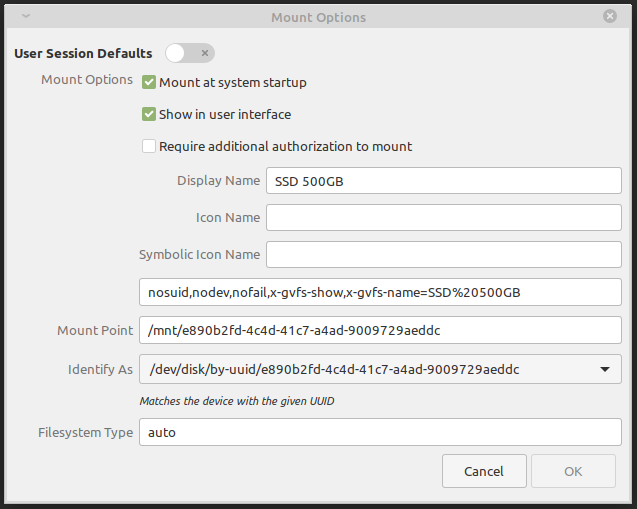 Mount Options
User Session Defaults
Mount Options
Mount at system startup
Show in user interface
Require additional authorization to mount
Display Name
SSD 500GB
Icon Name
Symbolic Icon Name
nosuid,nodev,nofail,x-gvfs-show,x-gvfs-name=SSD%20500GB
Mount Point
/mnt/e890b2fd-4c4d-41c7-a4ad-9009729aeddc
Identify As
/dev/disk/by-uuid/e890b2fd-4c4d-41c7-a4ad-9009729aeddc
Matches the device with the given UUID
Filesystem Type
auto
Cancel
OK